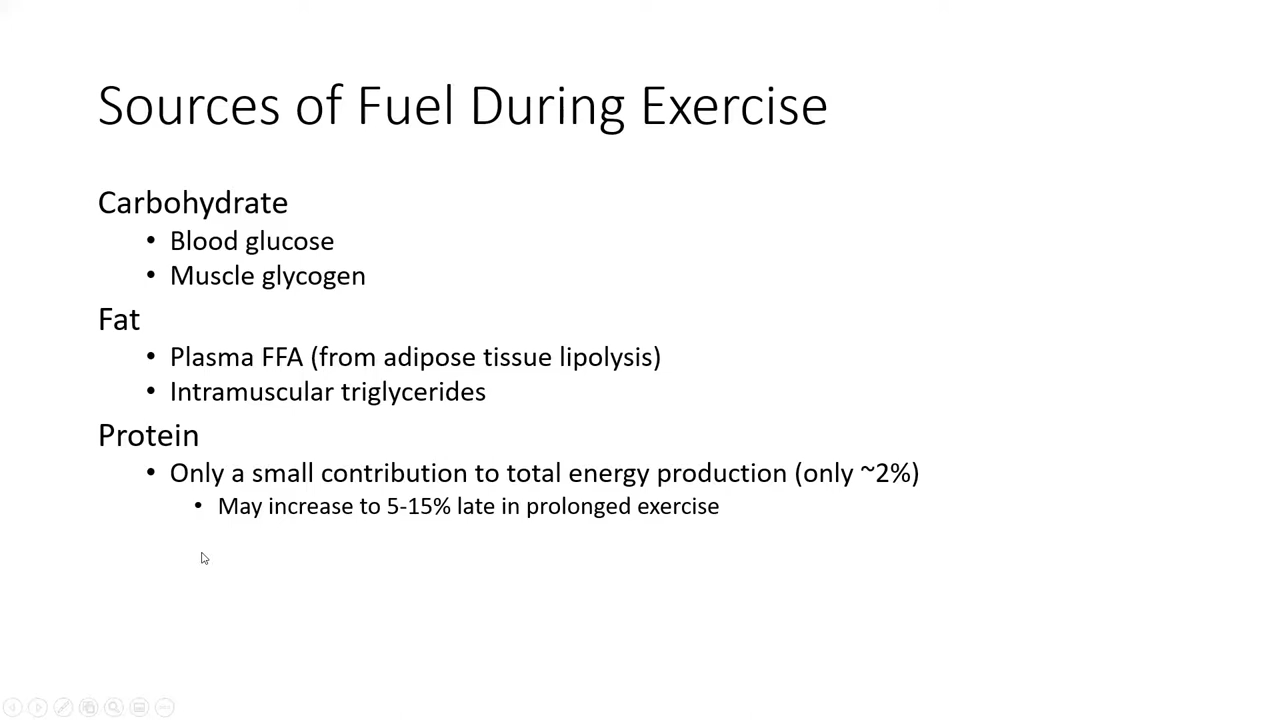 Sources of Fuel During Exercise
Carbohydrate
• Blood glucose
• Muscle glycogen
Fat
• Plasma FFA (from adipose tissue lipolysis)
• Intramuscular triglycerides
Protein
• Only a small contribution to total energy production (only ~2%)
• May increase to 5-15% late in prolonged exercise